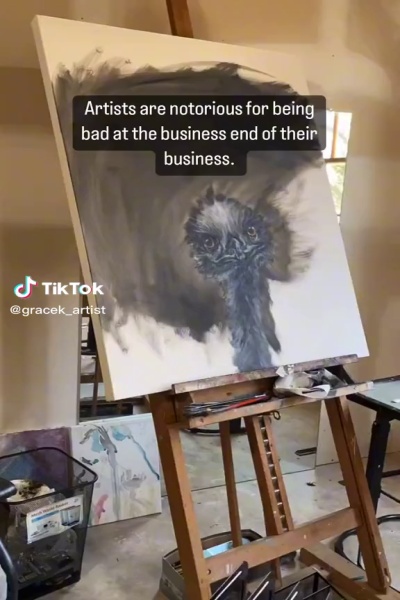 Artists are notorious for being
bad at the business end of their
business.
TikTok
@gracek_artist